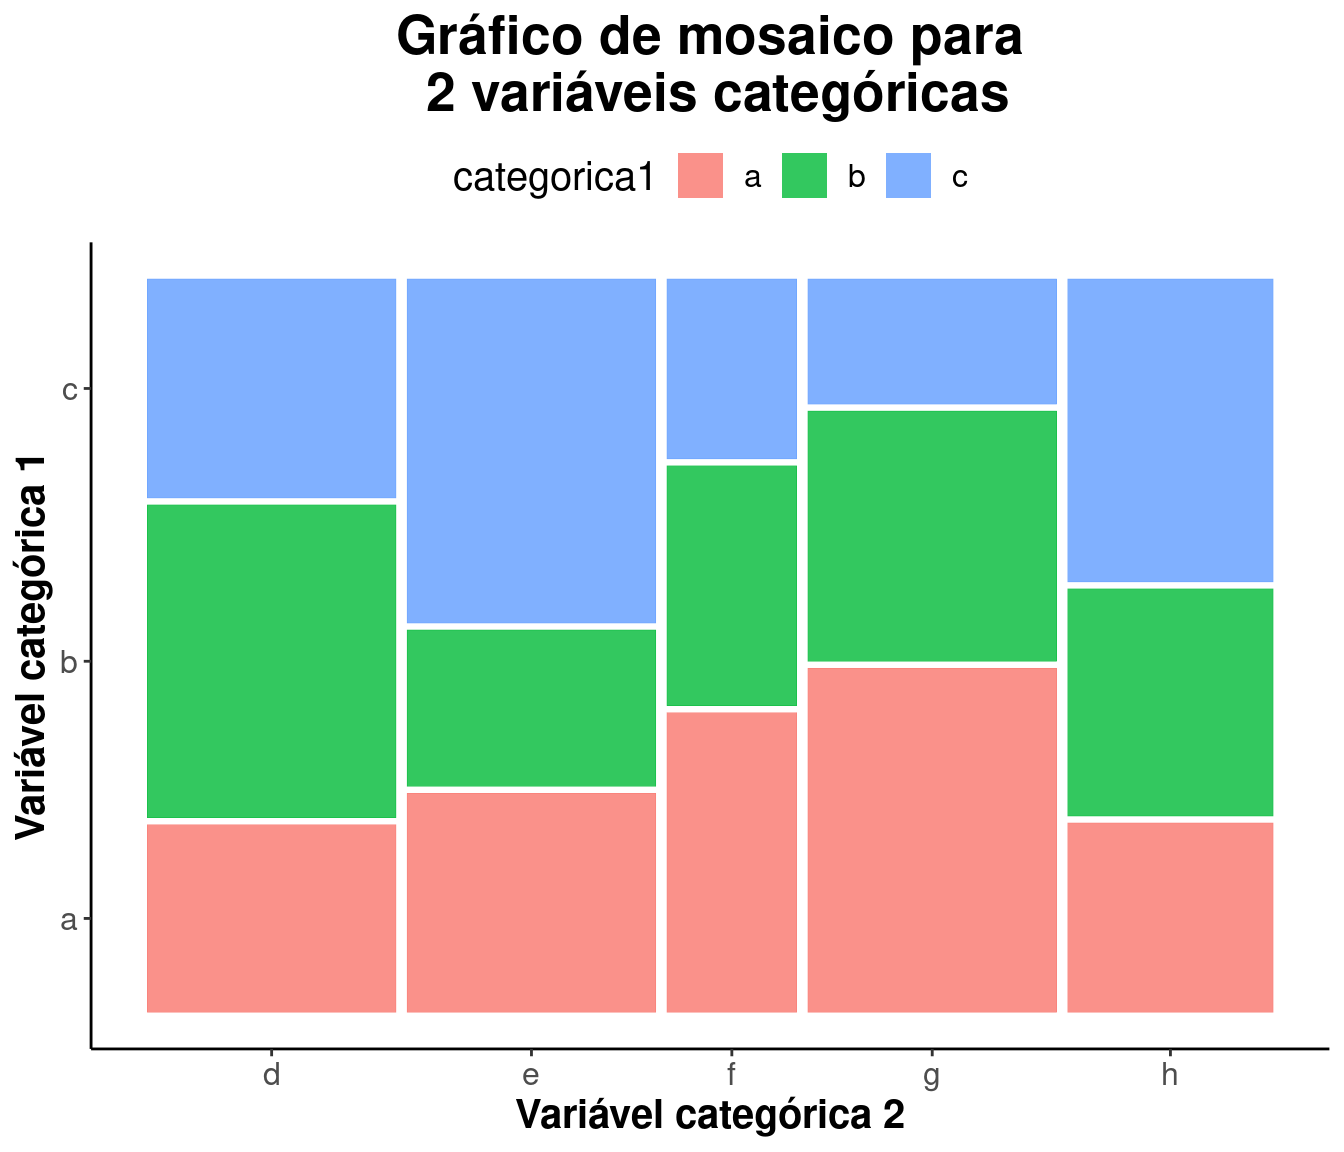 Gráfico de mosaico para
2 variáveis categóricas
categorica1 a b c
c
b
a
Variável categórica 1
d e f g h
Variável categórica 2